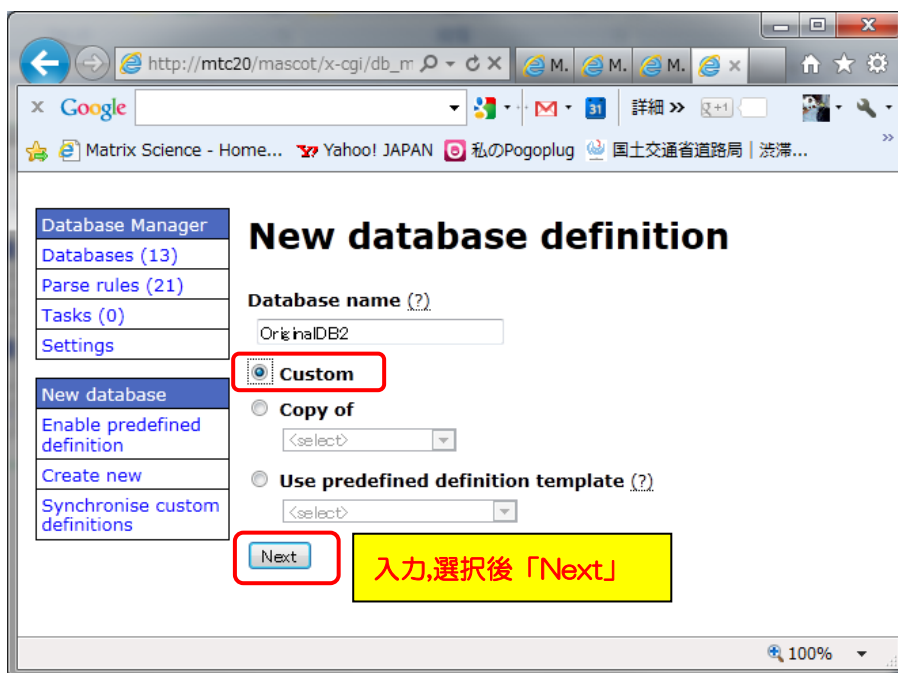 http://mtc20/mascot/x-cgi/db_m
M.
M.
M.
Google
31
詳細 »
+1
Matrix Science - Home...
Yahoo! JAPAN
私のPogoplug
国土交通省道路局 | 渋滞...
»
Database Manager
Databases (13)
Parse rules (21)
Tasks (0)
Settings
New database
Enable predefined
definition
Create new
Synchronise custom
definitions
New database definition
Database name (?)
OriginalDB2
Custom
Copy of
<select>
Use predefined definition template (?)
<select>
Next
入力,選択後「Next」
100%